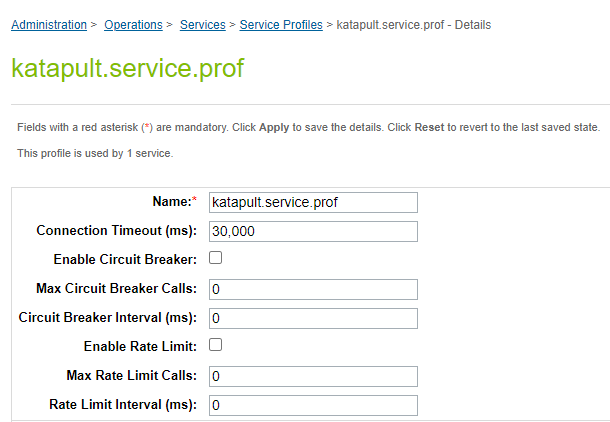 Administration > Operations > Services > Service Profiles > katapult.service.prof - Details
katapult.service.prof
Fields with a red asterisk (*) are mandatory. Click Apply to save the details. Click Reset to revert to the last saved state.
This profile is used by 1 service.
Name:* katapult.service.prof
Connection Timeout (ms): 30,000
Enable Circuit Breaker:
Max Circuit Breaker Calls: 0
Circuit Breaker Interval (ms): 0
Enable Rate Limit:
Max Rate Limit Calls: 0
Rate Limit Interval (ms): 0